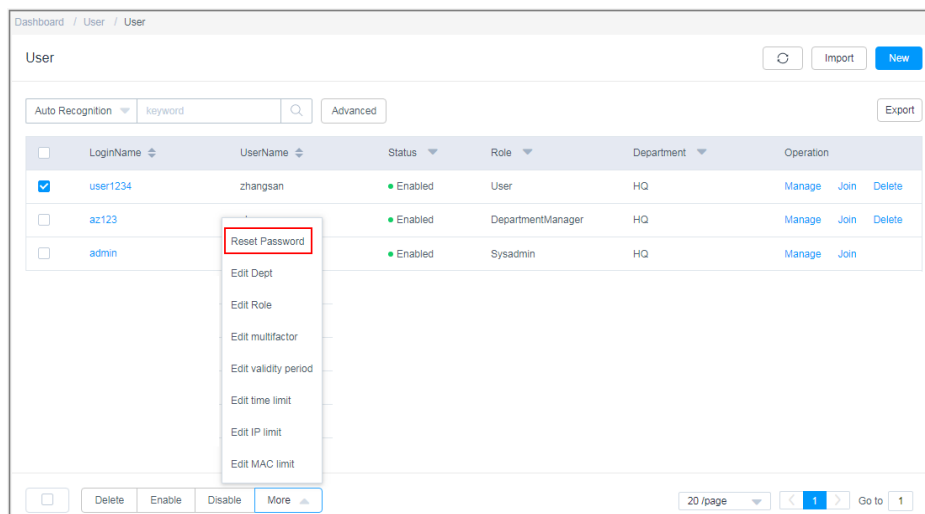 Dashboard / User / User
User
Import
New
Auto Recognition
keyword
Advanced
Export
LoginName UserName Status Role Department Operation
user1234 zhangsan Enabled User HQ Manage Join Delete
az123 Enabled DepartmentManager HQ Manage Join Delete
admin Enabled Sysadmin HQ Manage Join
Reset Password
Edit Dept
Edit Role
Edit multifactor
Edit validity period
Edit time limit
Edit IP limit
Edit MAC limit
Delete Enable Disable More
20 /page 1 Go to 1